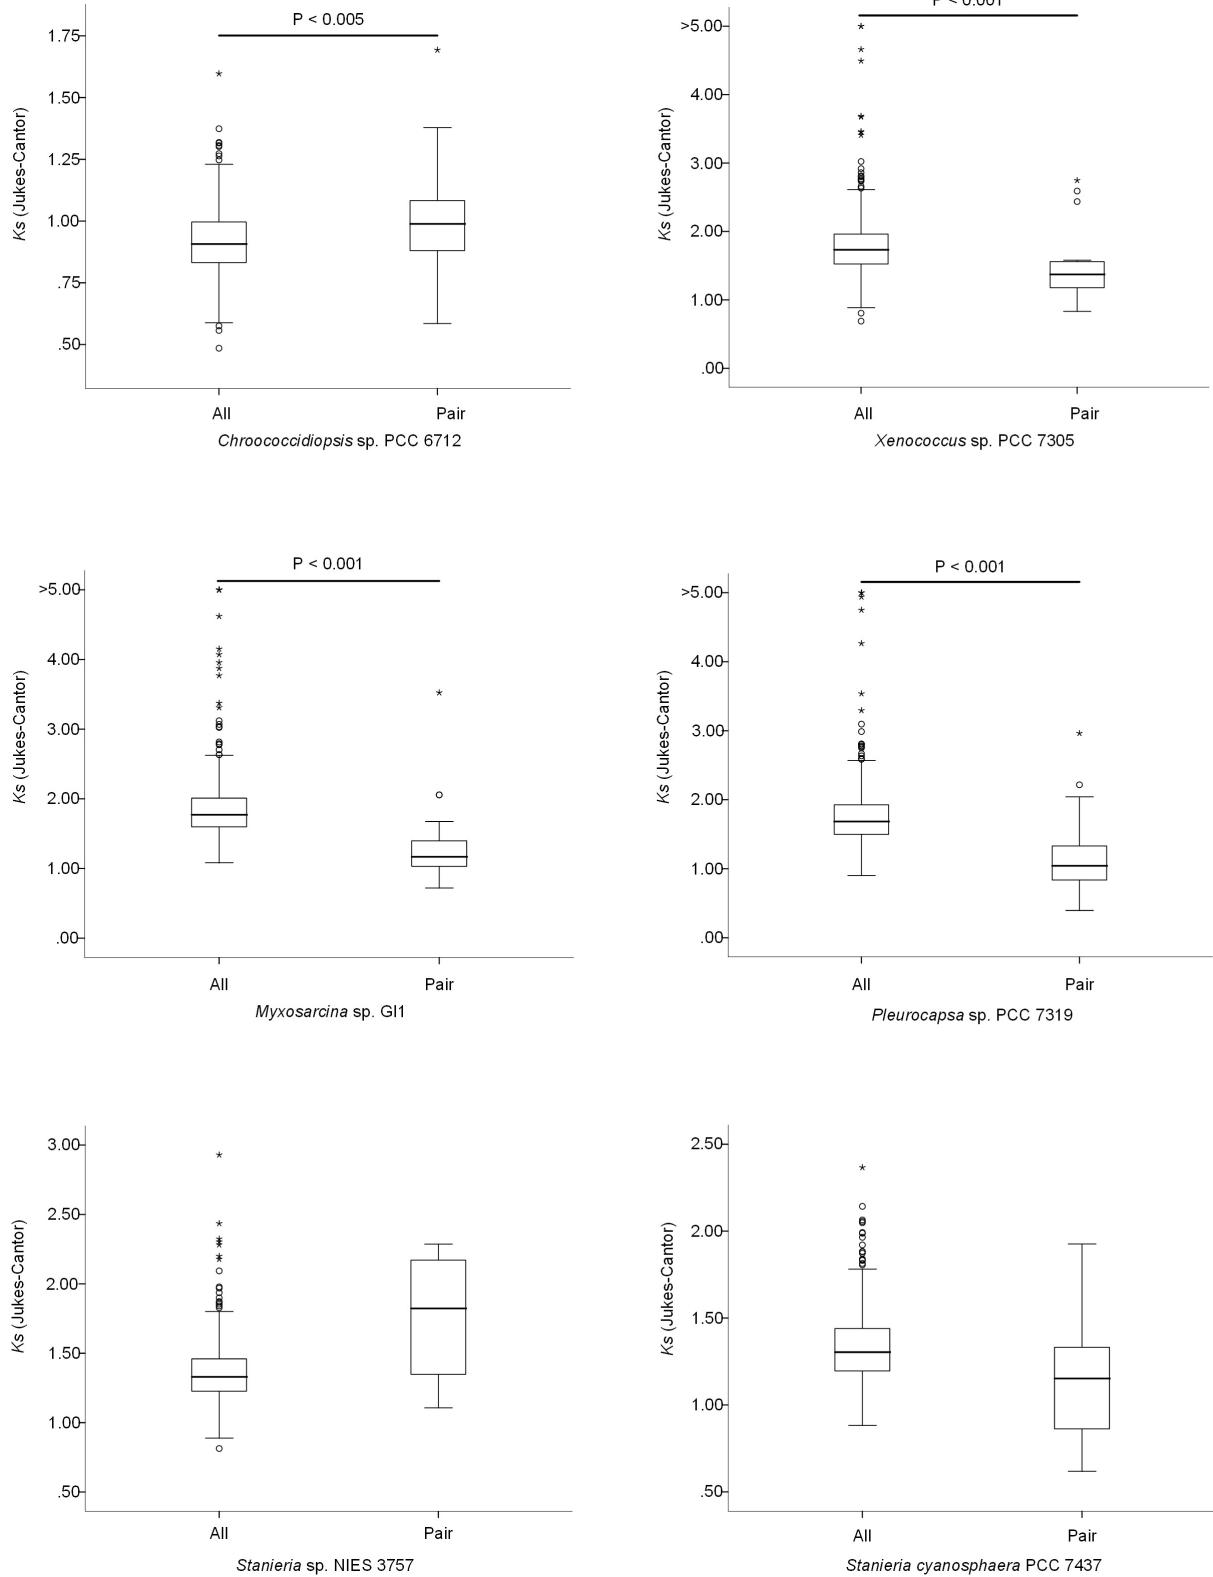 P < 0.005
1.75
1.50
1.25
1.00
.75
.50
Ks (Jukes-Cantor)
All Pair
Chroococcidiopsis sp. PCC 6712
P < 0.001
>5.00
4.00
3.00
2.00
1.00
.00
Ks (Jukes-Cantor)
All Pair
Xenococcus sp. PCC 7305
P < 0.001
>5.00
4.00
3.00
2.00
1.00
.00
Ks (Jukes-Cantor)
All Pair
Myxosarcina sp. GI1
P < 0.001
>5.00
4.00
3.00
2.00
1.00
.00
Ks (Jukes-Cantor)
All Pair
Pleurocapsa sp. PCC 7319
3.00
2.50
2.00
1.50
1.00
.50
Ks (Jukes-Cantor)
All Pair
Stanieria sp. NIES 3757
2.50
2.00
1.50
1.00
.50
Ks (Jukes-Cantor)
All Pair
Stanieria cyanosphaera PCC 7437